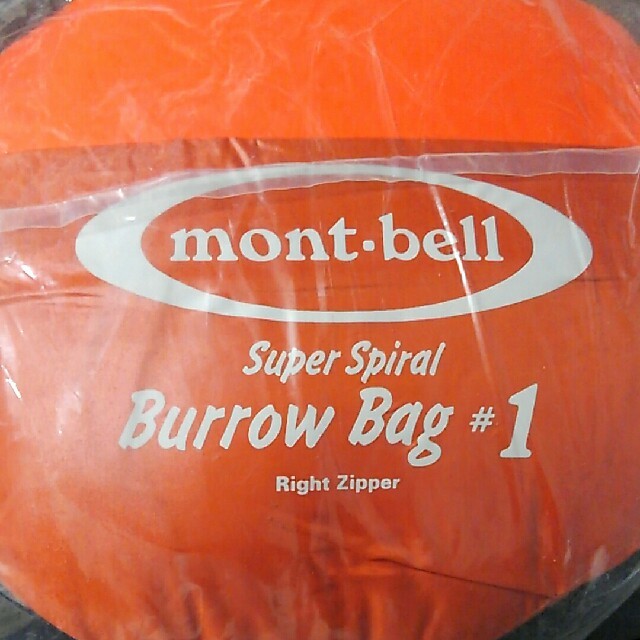 mont-bell
Super Spiral
Burrow Bag #1
Right Zipper